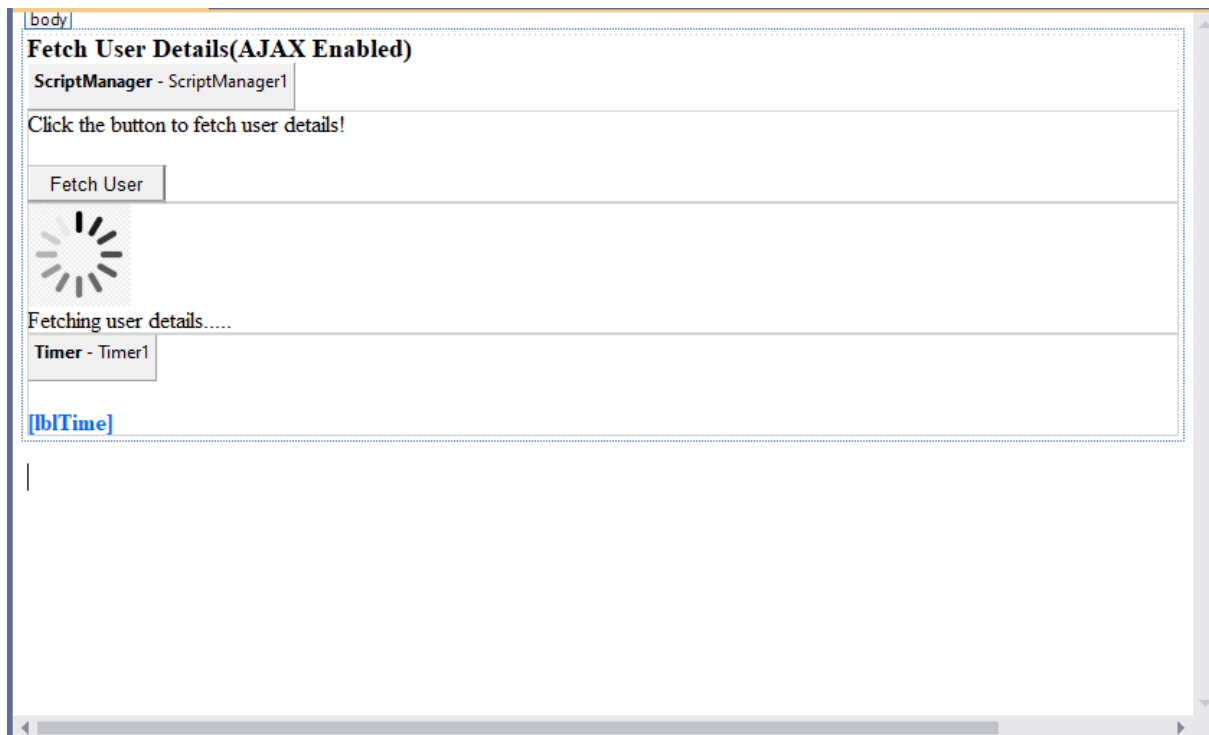 body
Fetch User Details(AJAX Enabled)
ScriptManager - ScriptManager1
Click the button to fetch user details!
Fetch User
Fetching user details.....
Timer - Timer1
[lblTime]